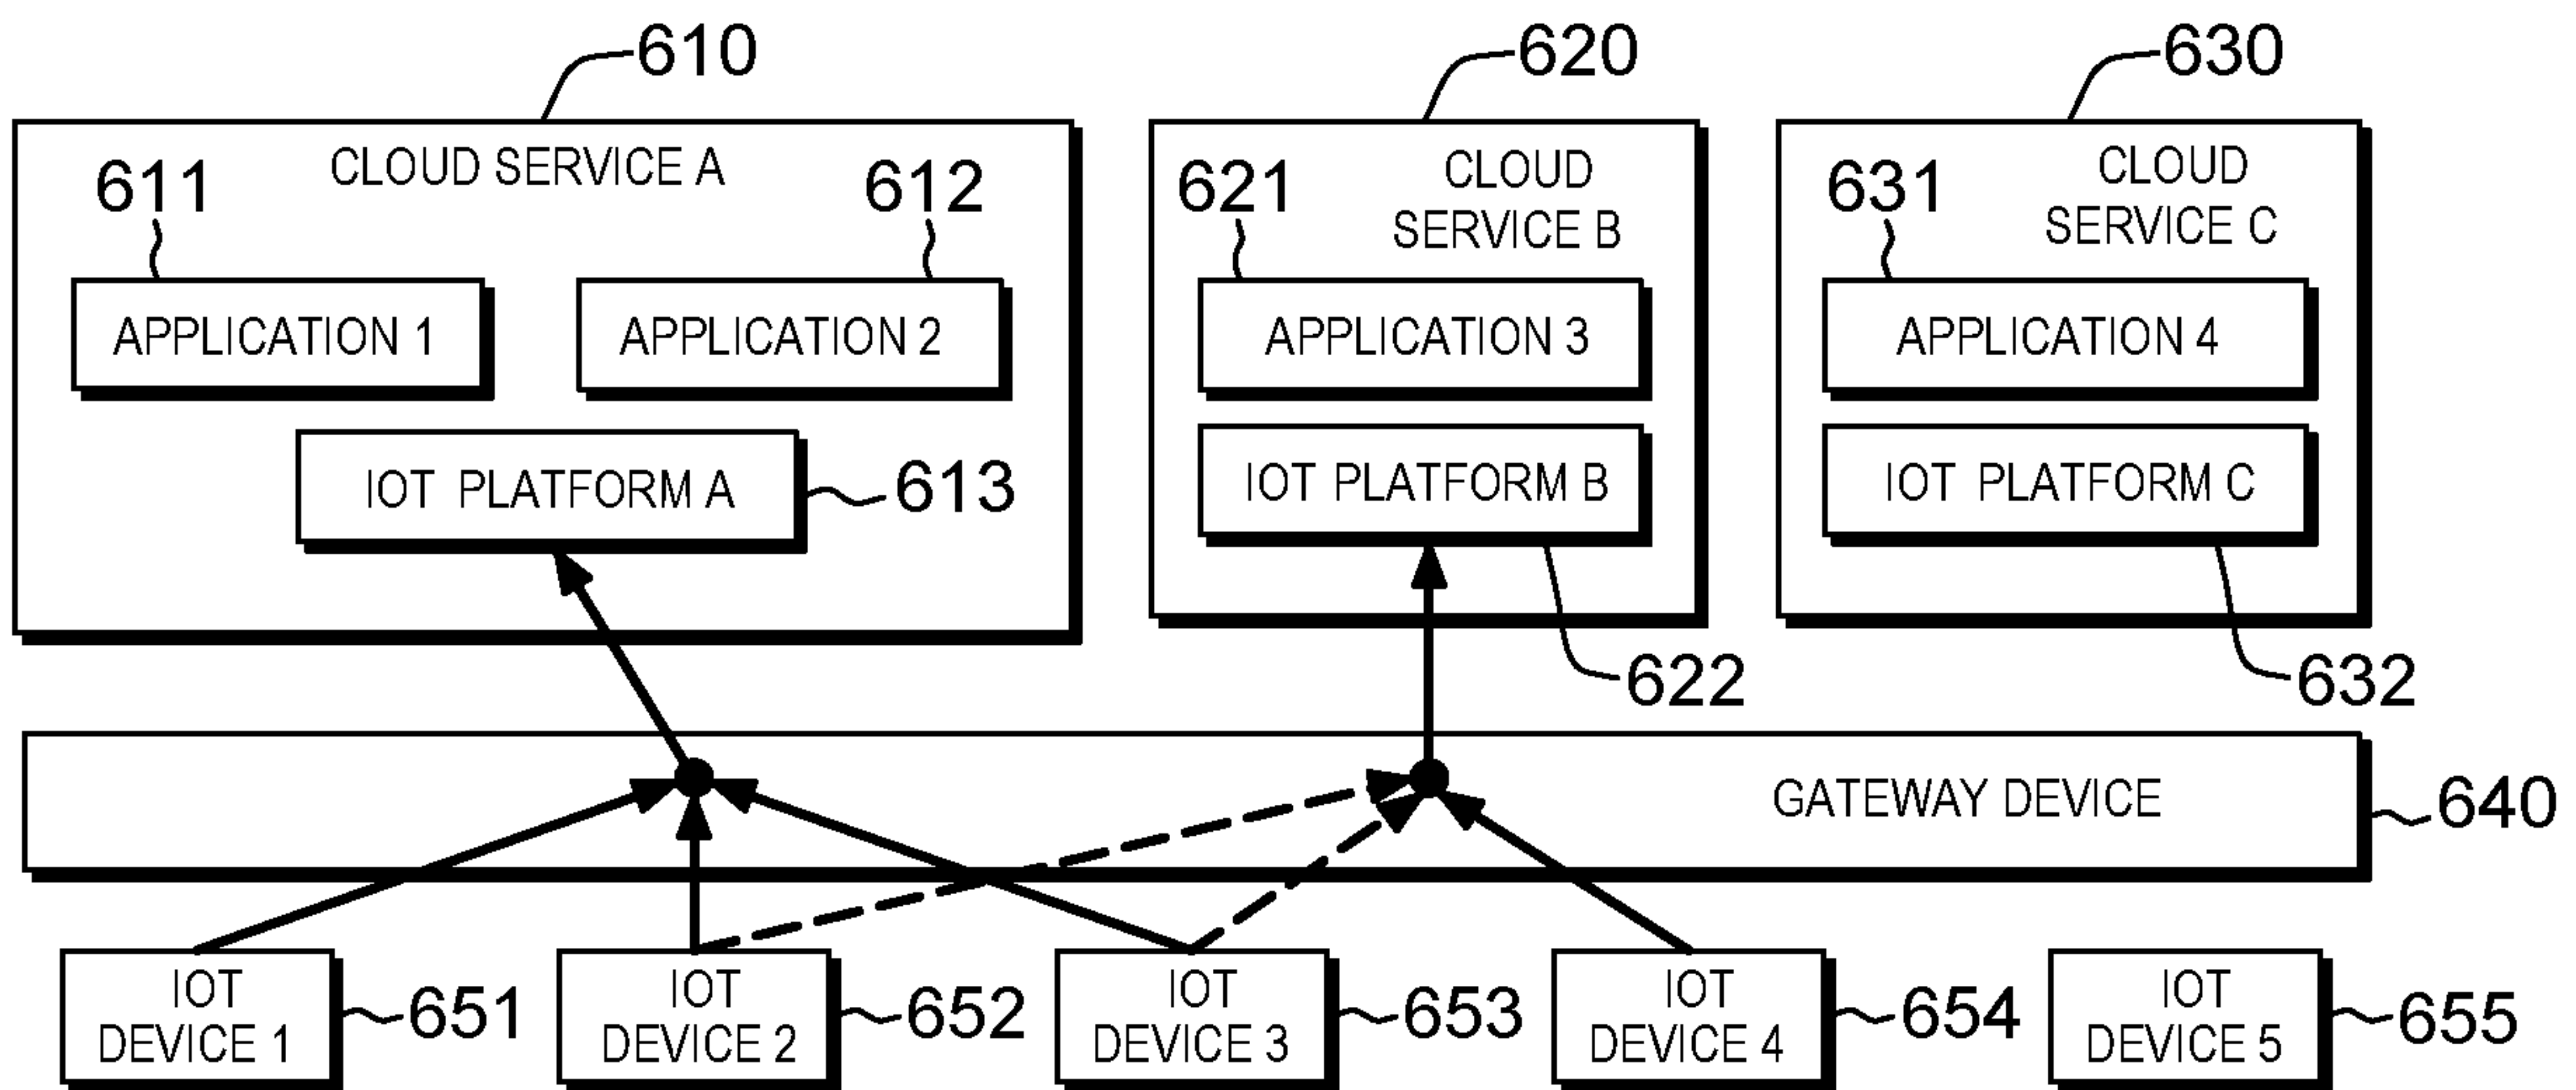 610
620
630
CLOUD SERVICE A
611
612
CLOUD
SERVICE B
621
CLOUD
SERVICE C
631
APPLICATION 1
APPLICATION 2
APPLICATION 3
APPLICATION 4
IOT PLATFORM A
613
IOT PLATFORM B
IOT PLATFORM C
622
632
GATEWAY DEVICE
640
IOT
DEVICE 1
651
IOT
DEVICE 2
652
IOT
DEVICE 3
653
IOT
DEVICE 4
654
IOT
DEVICE 5
655